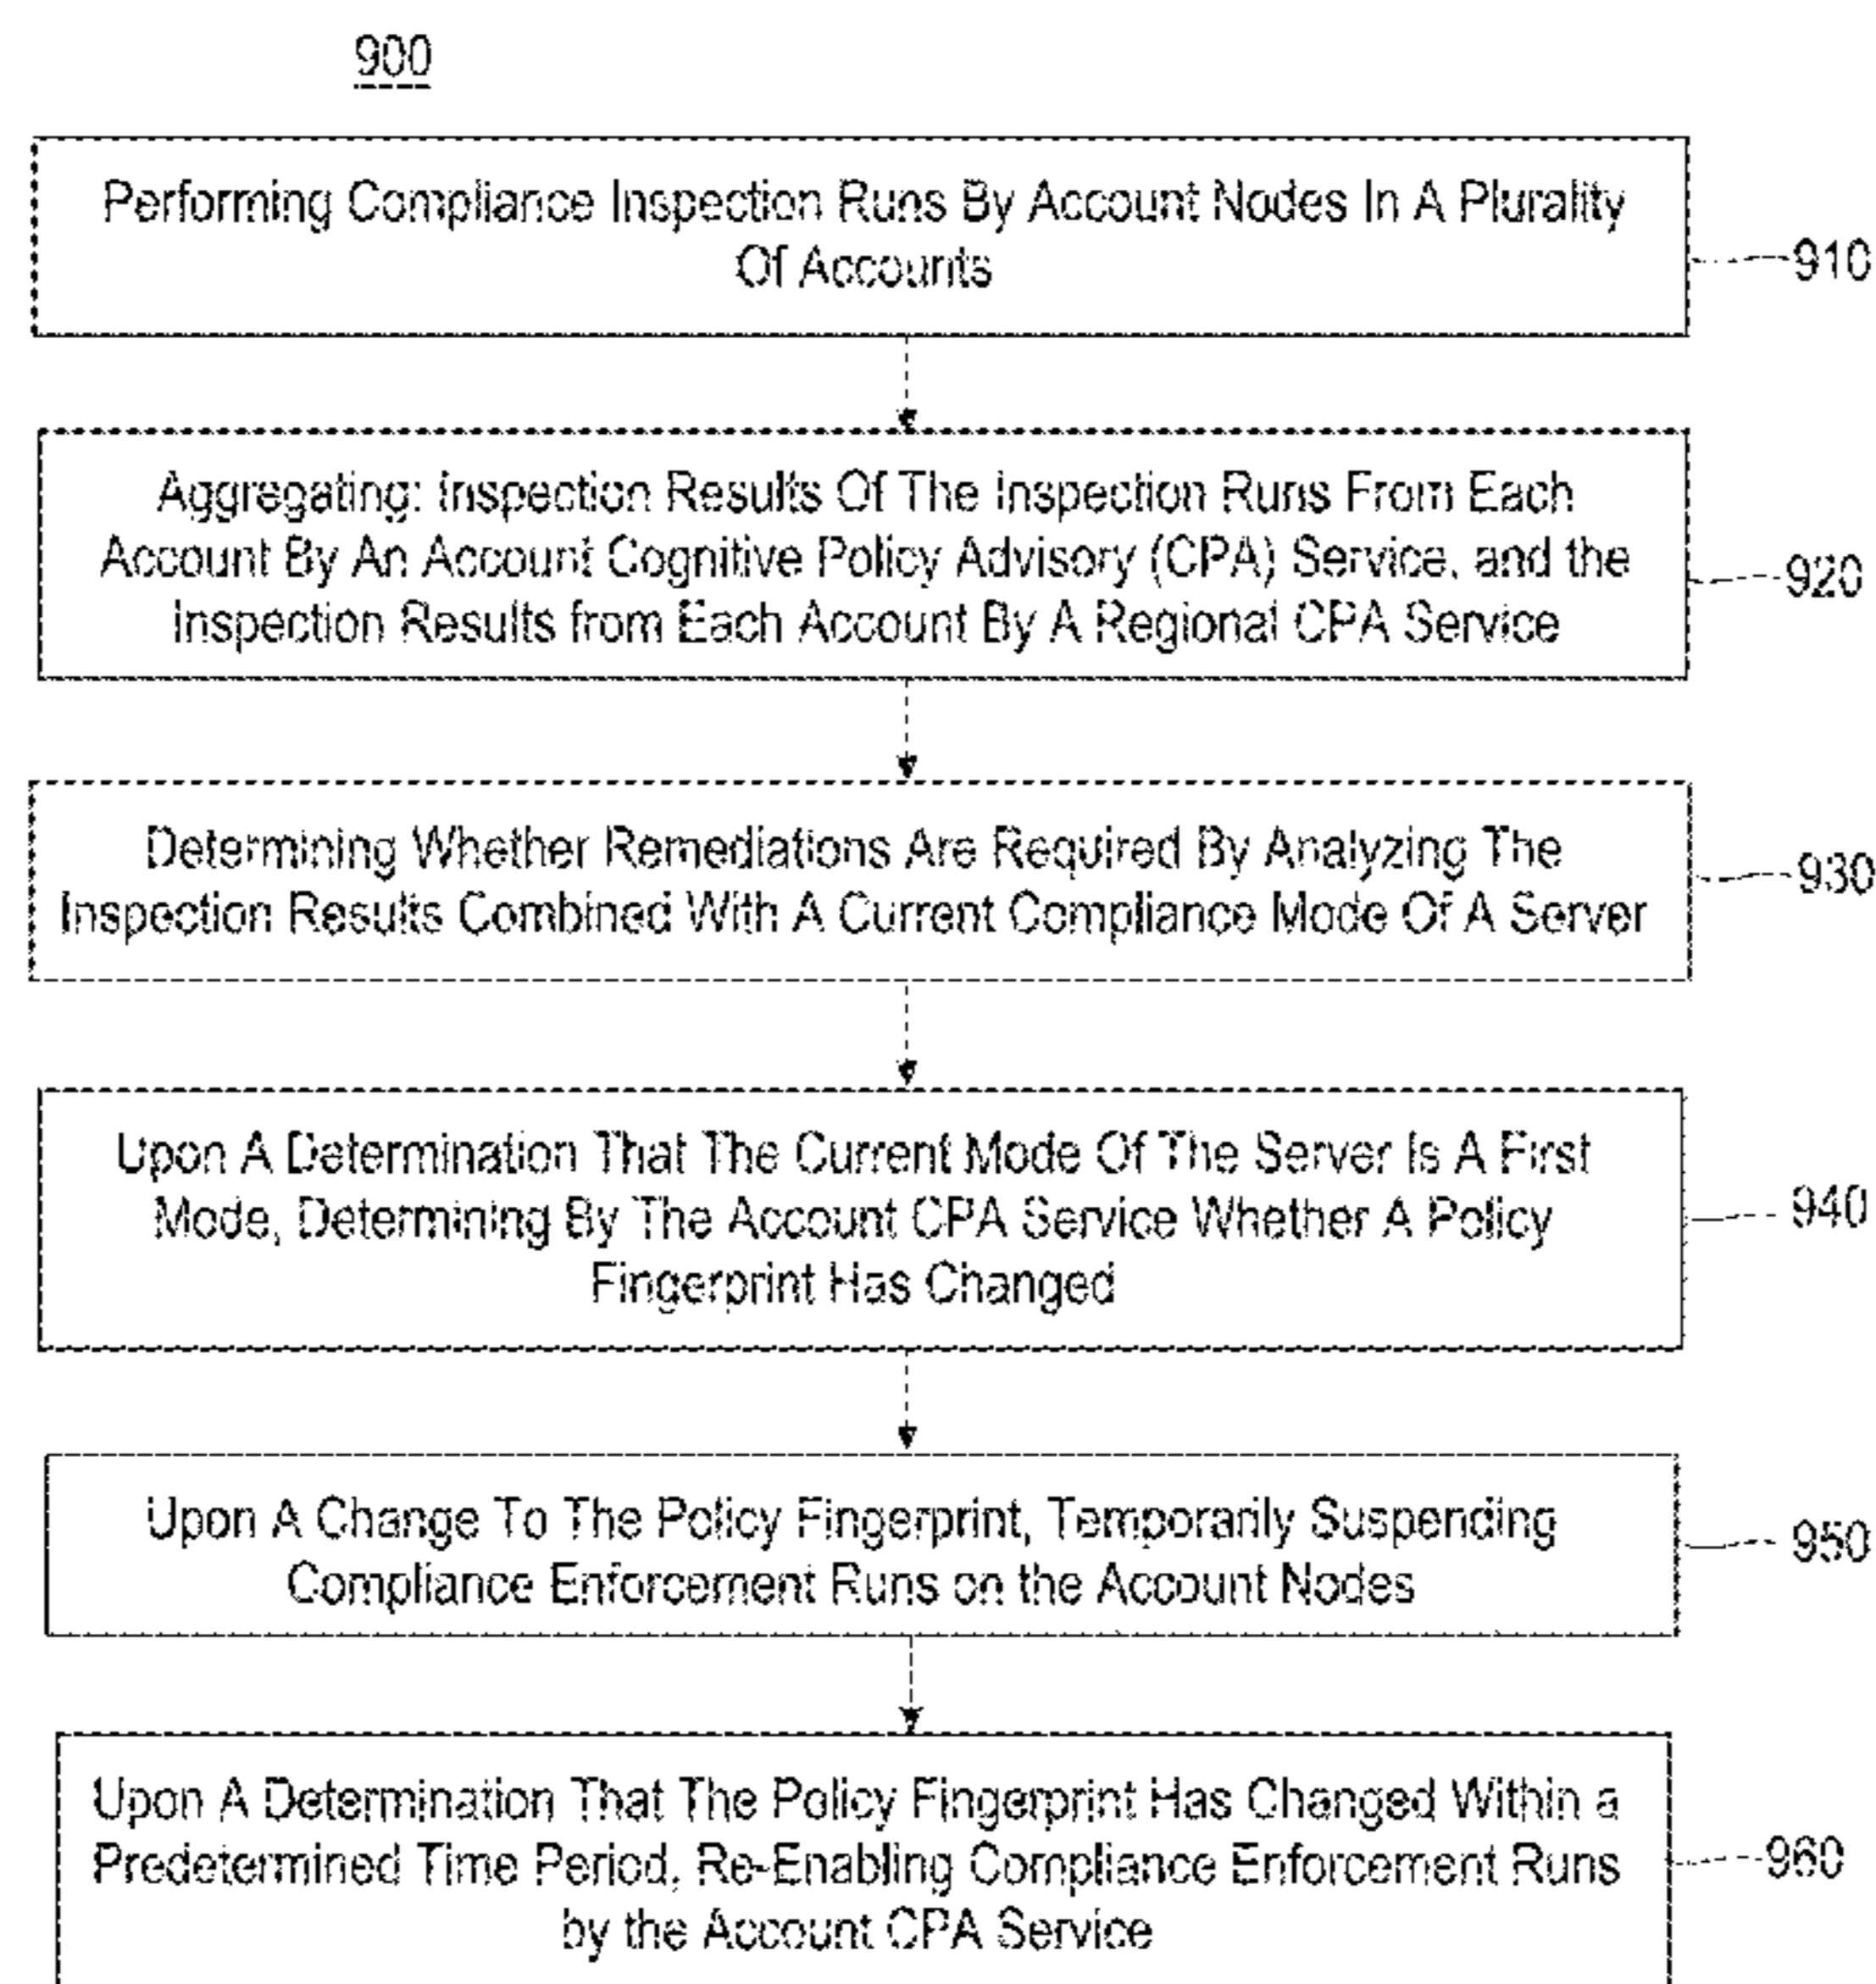 900
Performing Compliance Inspection Runs By Account Nodes In A Plurality
Of Accounts
910
Aggregating: Inspection Results Of The Inspection Runs From Each
Account By An Account Cognitive Policy Advisory (CPA) Service, and the
Inspection Results from Each Account By A Regional CPA Service
920
Determining Whether Remediations Are Required By Analyzing The
Inspection Results Combined With A Current Compliance Mode Of A Server
930
Upon A Determination That The Current Mode Of The Server Is A First
Mode, Determining By The Account CPA Service Whether A Policy
Fingerprint Has Changed
940
Upon A Change To The Policy Fingerprint, Temporarily Suspending
Compliance Enforcement Runs on the Account Nodes
950
Upon A Determination That The Policy Fingerprint Has Changed Within a
Predetermined Time Period, Re-Enabling Compliance Enforcement Runs
by the Account CPA Service
960